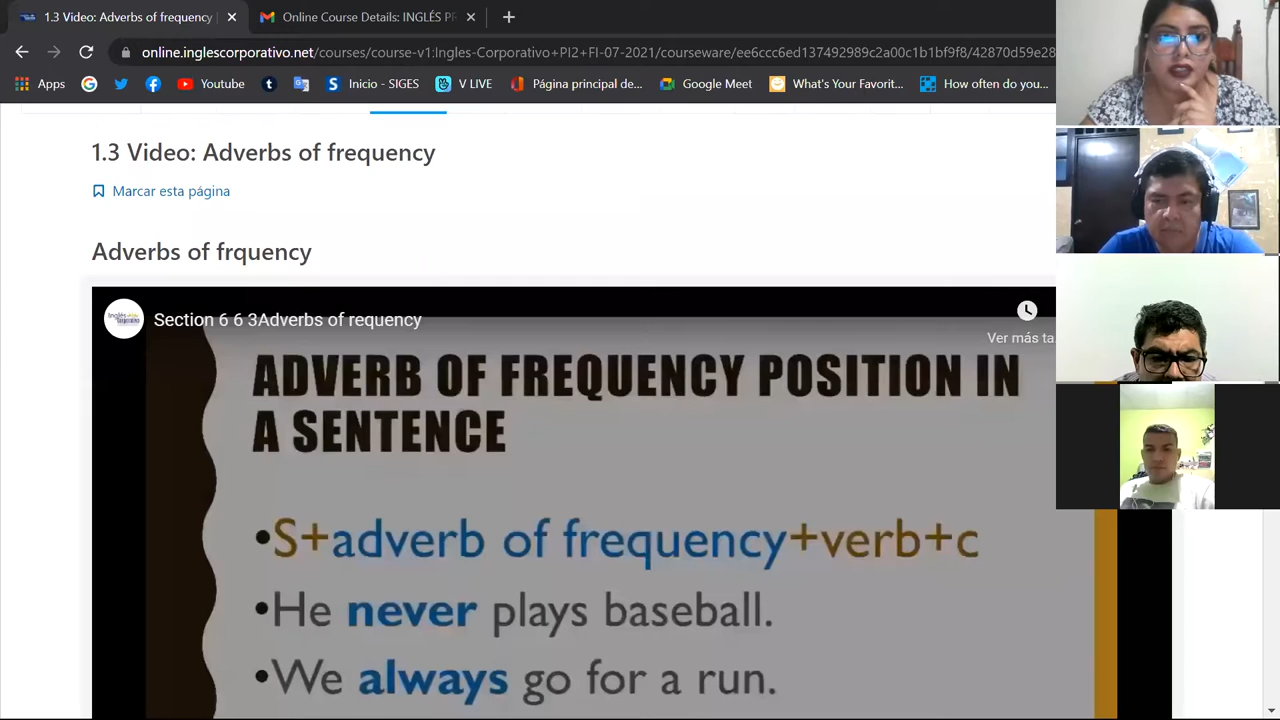 1.3 Video: Adverbs of frequency
Online Course Details: INGLÉS PR
online.inglescorporativo.net/courses/course-v1:Ingles-corporativo+PI2+FI-07-2021/courseware/
Apps
YouTube
Inicio - SIGES
V LIVE
Página principal de...
Google Meet
What's Your Favorit...
How often do you...
1.3 Video: Adverbs of frequency
Marcar esta página
Adverbs of frquency
Section 6 6 3Adverbs of requency
Ver más ta
ADVERB OF FREQUENCY POSITION IN
A SENTENCE
•S+adverb of frequency+verb+c
•He never plays baseball.
•We always go for a run.